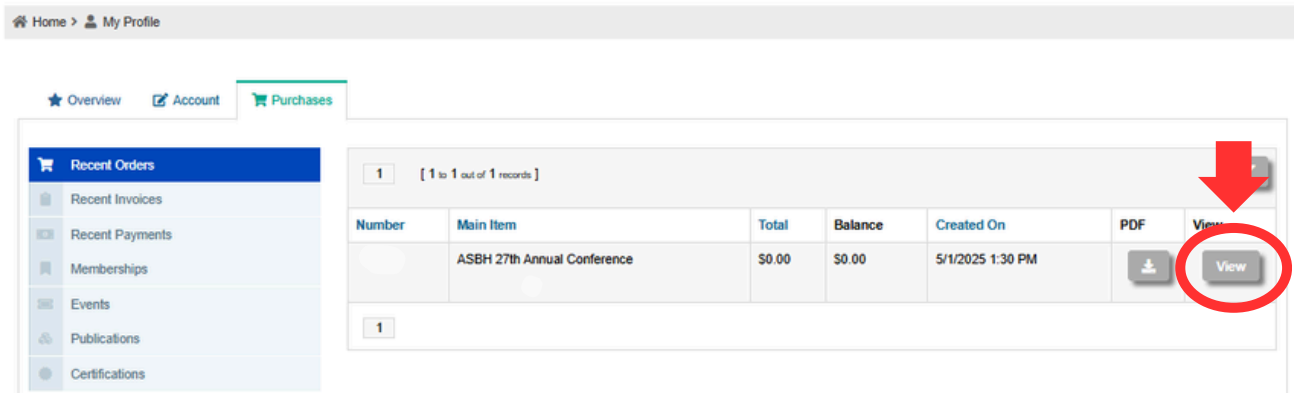 Home > My Profile
Overview Account Purchases
Recent Orders
Recent Invoices
Recent Payments
Memberships
Events
Publications
Certifications
1 [ 1 to 1 out of 1 records ]
Number Main Item Total Balance Created On PDF View
ASBH 27th Annual Conference $0.00 $0.00 5/1/2025 1:30 PM View
1